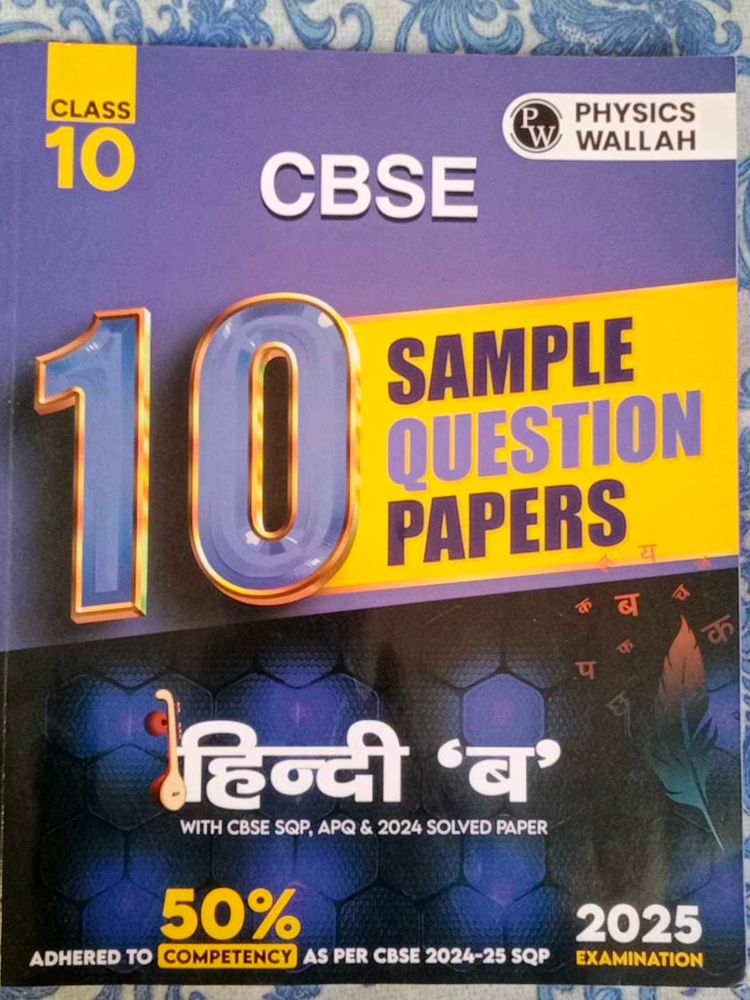 CLASS
10
PW
PHYSICS
WALLAH
CBSE
10
SAMPLE
QUESTION
PAPERS
य
क
ब
च
क
प
क
हिन्दी ‘ब’
WITH CBSE SQP, APQ & 2024 SOLVED PAPER
50%
ADHERED TO COMPETENCY AS PER CBSE 2024-25 SQP
2025
EXAMINATION